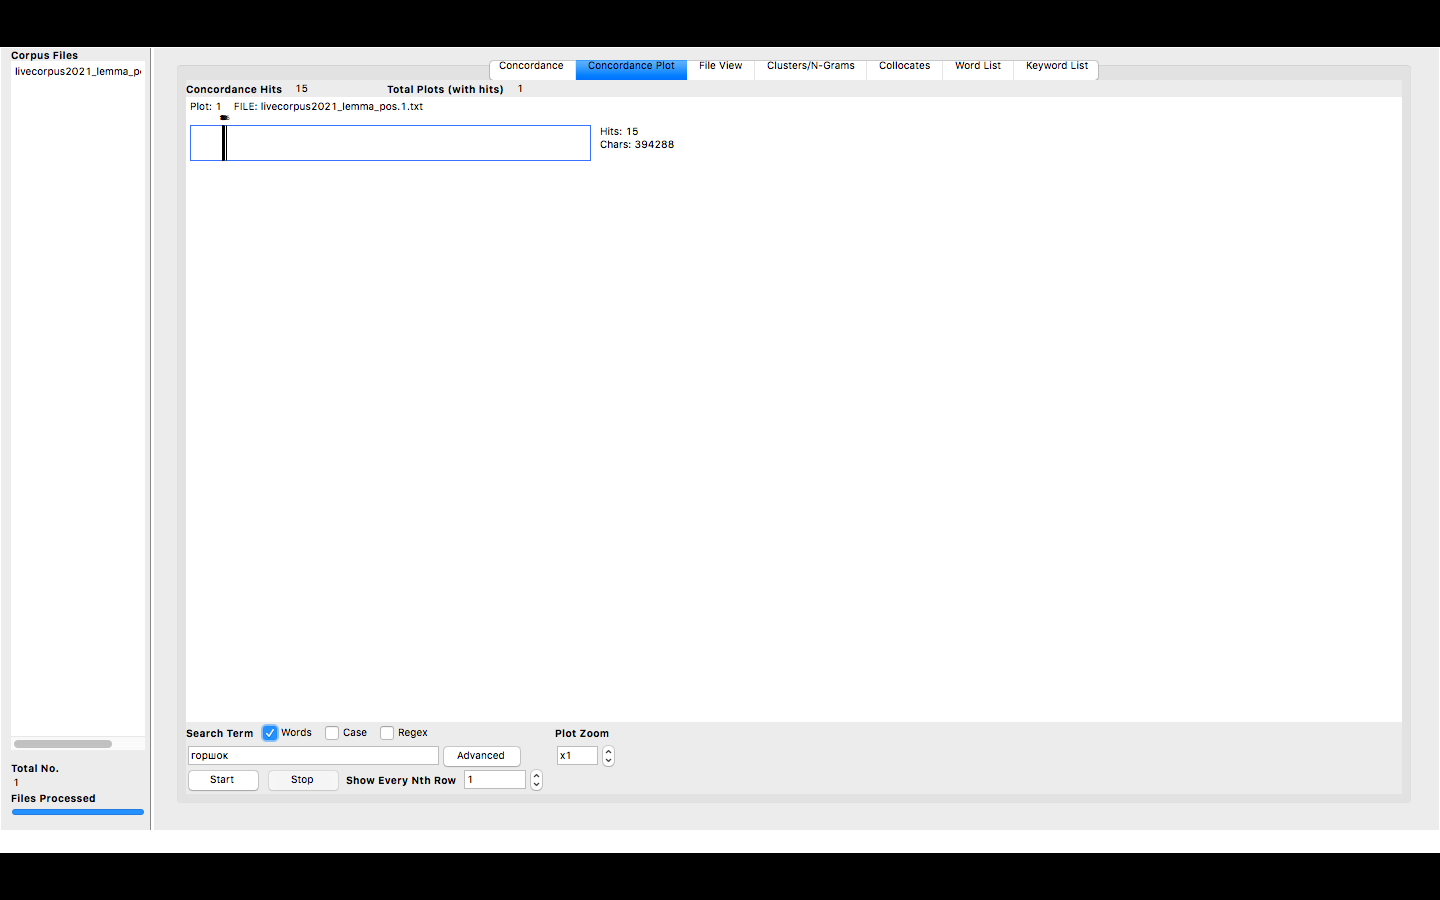 Corpus Files
livecorpus2021_lemma_po
Concordance Concordance Plot File View Clusters/N-Grams Collocates Word List Keyword List
Concordance Hits 15 Total Plots (with hits) 1
Plot: 1 FILE: livecorpus2021_lemma_pos.1.txt
Hits: 15
Chars: 394288
Search Term Words Case Regex Plot Zoom
горшок Advanced x1
Start Stop Show Every Nth Row 1
Total No.
1
Files Processed